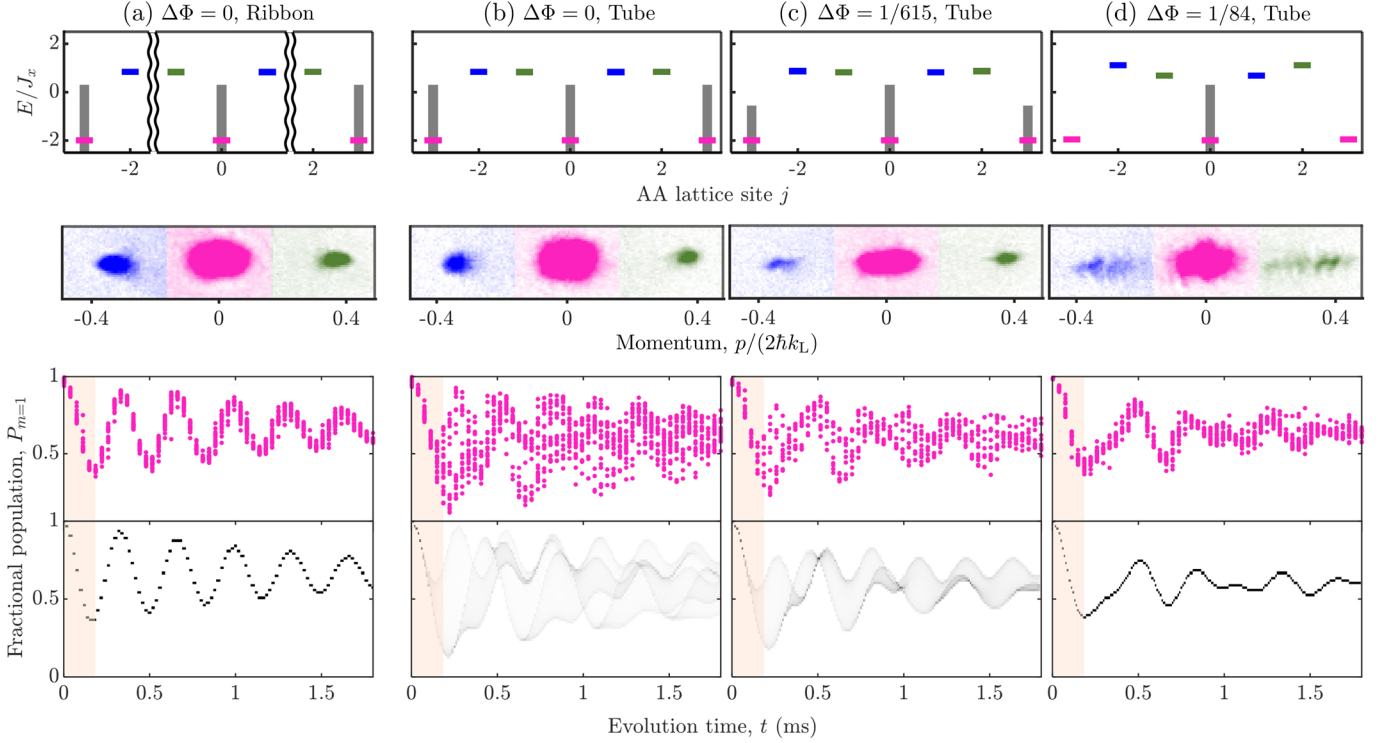 (a) ΔΦ = 0, Ribbon
(b) ΔΦ = 0, Tube
(c) ΔΦ = 1/615, Tube
(d) ΔΦ = 1/84, Tube
E/Jx
2
0
-2
-2 0 2
-2 0 2
-2 0 2
-2 0 2
AA lattice site j
-0.4 0 0.4
-0.4 0 0.4
-0.4 0 0.4
-0.4 0 0.4
Momentum, p/(2ħkL)
Fractional population, Pm=1
1
0.5
1
0.5
0
0 0.5 1 1.5
0 0.5 1 1.5
0 0.5 1 1.5
0 0.5 1 1.5
Evolution time, t (ms)